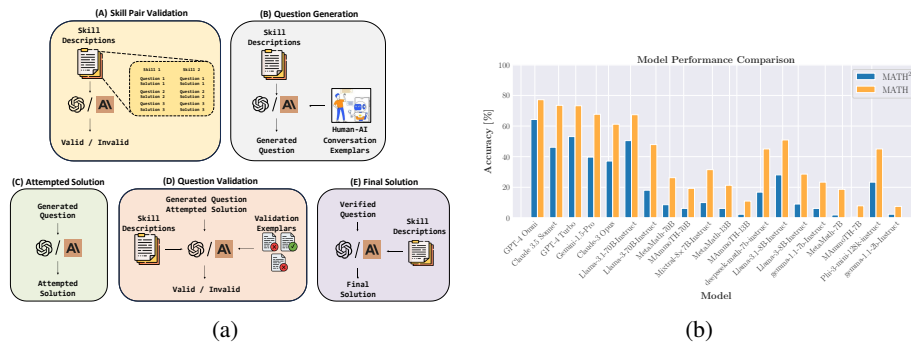 (A) Skill Pair Validation
Skill
Descriptions
Skill 1 Skill 2
Question 1 Question 1
Solution 1 Solution 1
Question 2 Question 2
Solution 2 Solution 2
Question 5 Question 5
Solution 5 Solution 5
/ A\
Valid / Invalid
(B) Question Generation
Skill
Descriptions
/ A\
Generated
Question
Human-AI
Conversation
Exemplars
(C) Attempted Solution
Generated
Question
/ A\
Attempted
Solution
(D) Question Validation
Generated Question
Attempted Solution
Skill
Descriptions
/ A\
Validation
Exemplars
Valid / Invalid
(E) Final Solution
Verified
Question
Skill
Descriptions
/ A\
Final
Solution
(a)
Model Performance Comparison
MATH²
MATH
Accuracy [%]
100
80
60
40
20
0
GPT-4 Omni
Claude 3.5 Sonnet
GPT-4 Turbo
Gemini-1.5-Pro
Claude-3 Opus
Llama-3.1-70B-Instruct
Llama-3-70B-Instruct
MetaMath-70B
MAmmoTH-70B
Mixtral-8x-7B-Instruct
MetaMath-13B
MAmmoTH-13B
deepseek-math-7b-instruct
Llama-3.1-8B-Instruct
Llama-3-8B-Instruct
gemma-1.1-7b-Instruct
MetaMath-7B
MAmmoTH-7B
Phi-3-mini-128k-instruct
gemma-1.1-2b-Instruct
Model
(b)